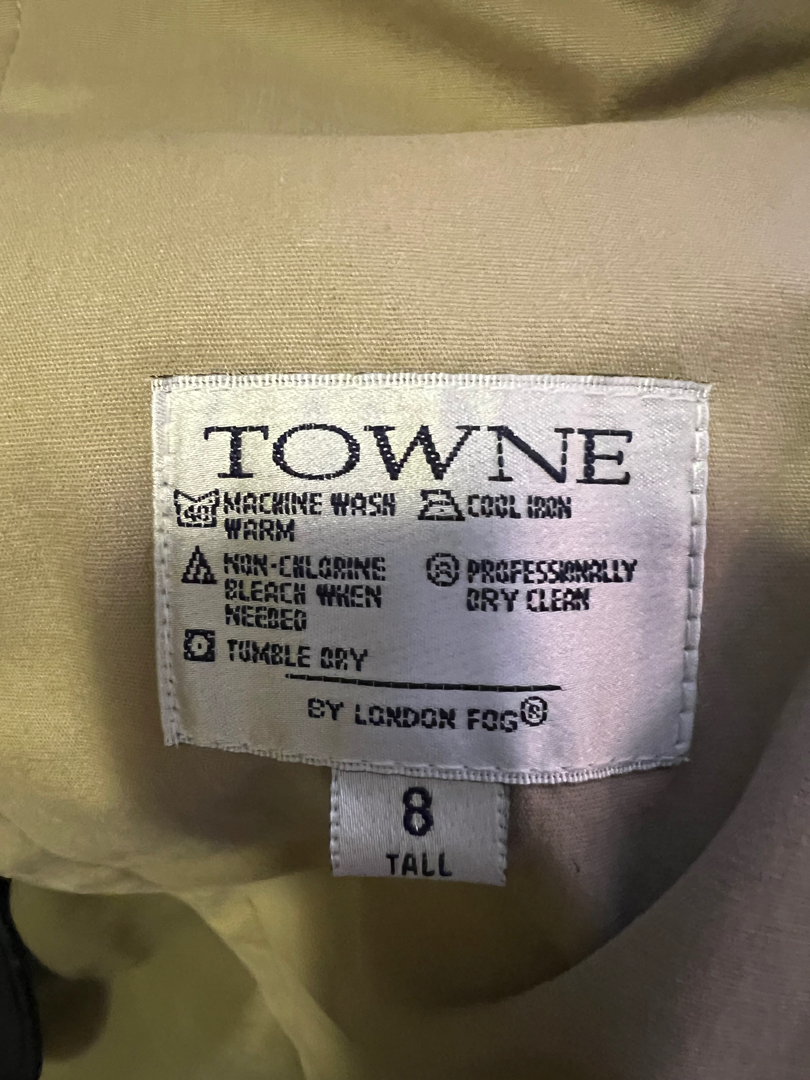 TOWNE
40 MACHINE WASH
WARM
COOL IRON
NON-CHLORINE
BLEACH WHEN
NEEDED
PROFESSIONALLY
DRY CLEAN
TUMBLE DRY
BY LONDON FOG®
8
TALL